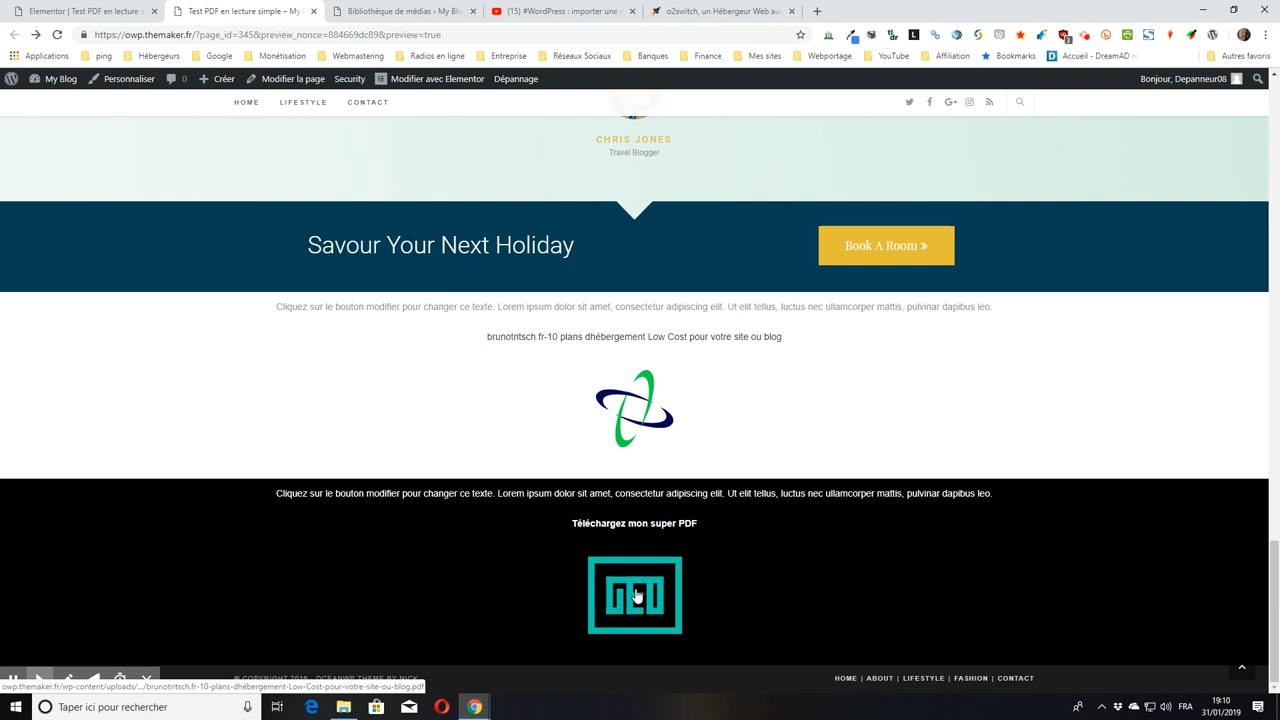 Elementor | Test PDF en lecture s
Test PDF en lecture simple – My
Bibliothèque de médias ‹ My Blo
(15) #WordPress : importer une n
o2switch, un Hébergeur Web au
https://owp.themaker.fr/?page_id=345&preview_nonce=884669dc89&preview=true
Applications ping Hébergeurs Google Monétisation Webmastering Radios en ligne Entreprise Réseaux Sociaux Banques Finance Mes sites Webportage YouTube Affiliation Bookmarks Accueil - DreamAD re Autres favoris
My Blog Personnaliser 0 Créer Modifier la page Security Modifier avec Elementor Dépannage Bonjour, Depanneur08
HOME LIFESTYLE CONTACT
CHRIS JONES
Travel Blogger
Savour Your Next Holiday
Book A Room »
Cliquez sur le bouton modifier pour changer ce texte. Lorem ipsum dolor sit amet, consectetur adipiscing elit. Ut elit tellus, luctus nec ullamcorper mattis, pulvinar dapibus leo.
brunotritsch.fr-10 plans dhébergement Low Cost pour votre site ou blog
Cliquez sur le bouton modifier pour changer ce texte. Lorem ipsum dolor sit amet, consectetur adipiscing elit. Ut elit tellus, luctus nec ullamcorper mattis, pulvinar dapibus leo.
Téléchargez mon super PDF
HOME | ABOUT | LIFESTYLE | FASHION | CONTACT
owp.themaker.fr/wp-content/uploads/.../brunotritsch.fr-10-plans-dhébergement-Low-Cost-pour-votre-site-ou-blog.pdf
Taper ici pour rechercher
FRA
19:10
31/01/2019